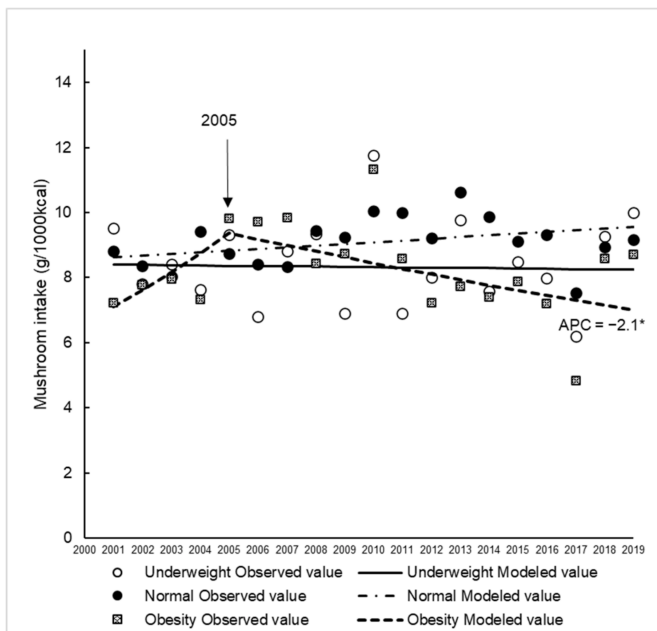 14
2005
12
10
8
6
4
2
0
Mushroom intake (g/1000kcal)
APC = −2.1*
2000 2001 2002 2003 2004 2005 2006 2007 2008 2009 2010 2011 2012 2013 2014 2015 2016 2017 2018 2019
Underweight Observed value Underweight Modeled value
Normal Observed value Normal Modeled value
Obesity Observed value Obesity Modeled value